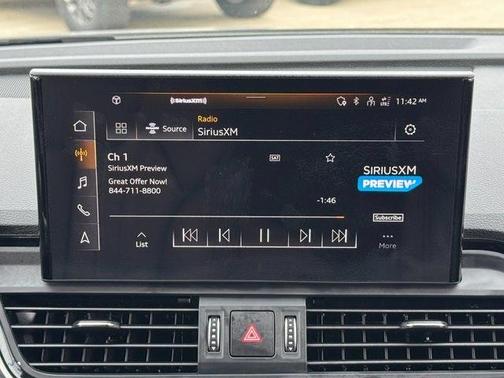 ((SiriusXM))
LTE
11:42 AM
Source
Radio
SiriusXM
Ch 1
SiriusXM Preview
Great Offer Now!
844-711-8800
SAT
SIRIUSXM
PREVIEW
-1:46
Subscribe
List
More